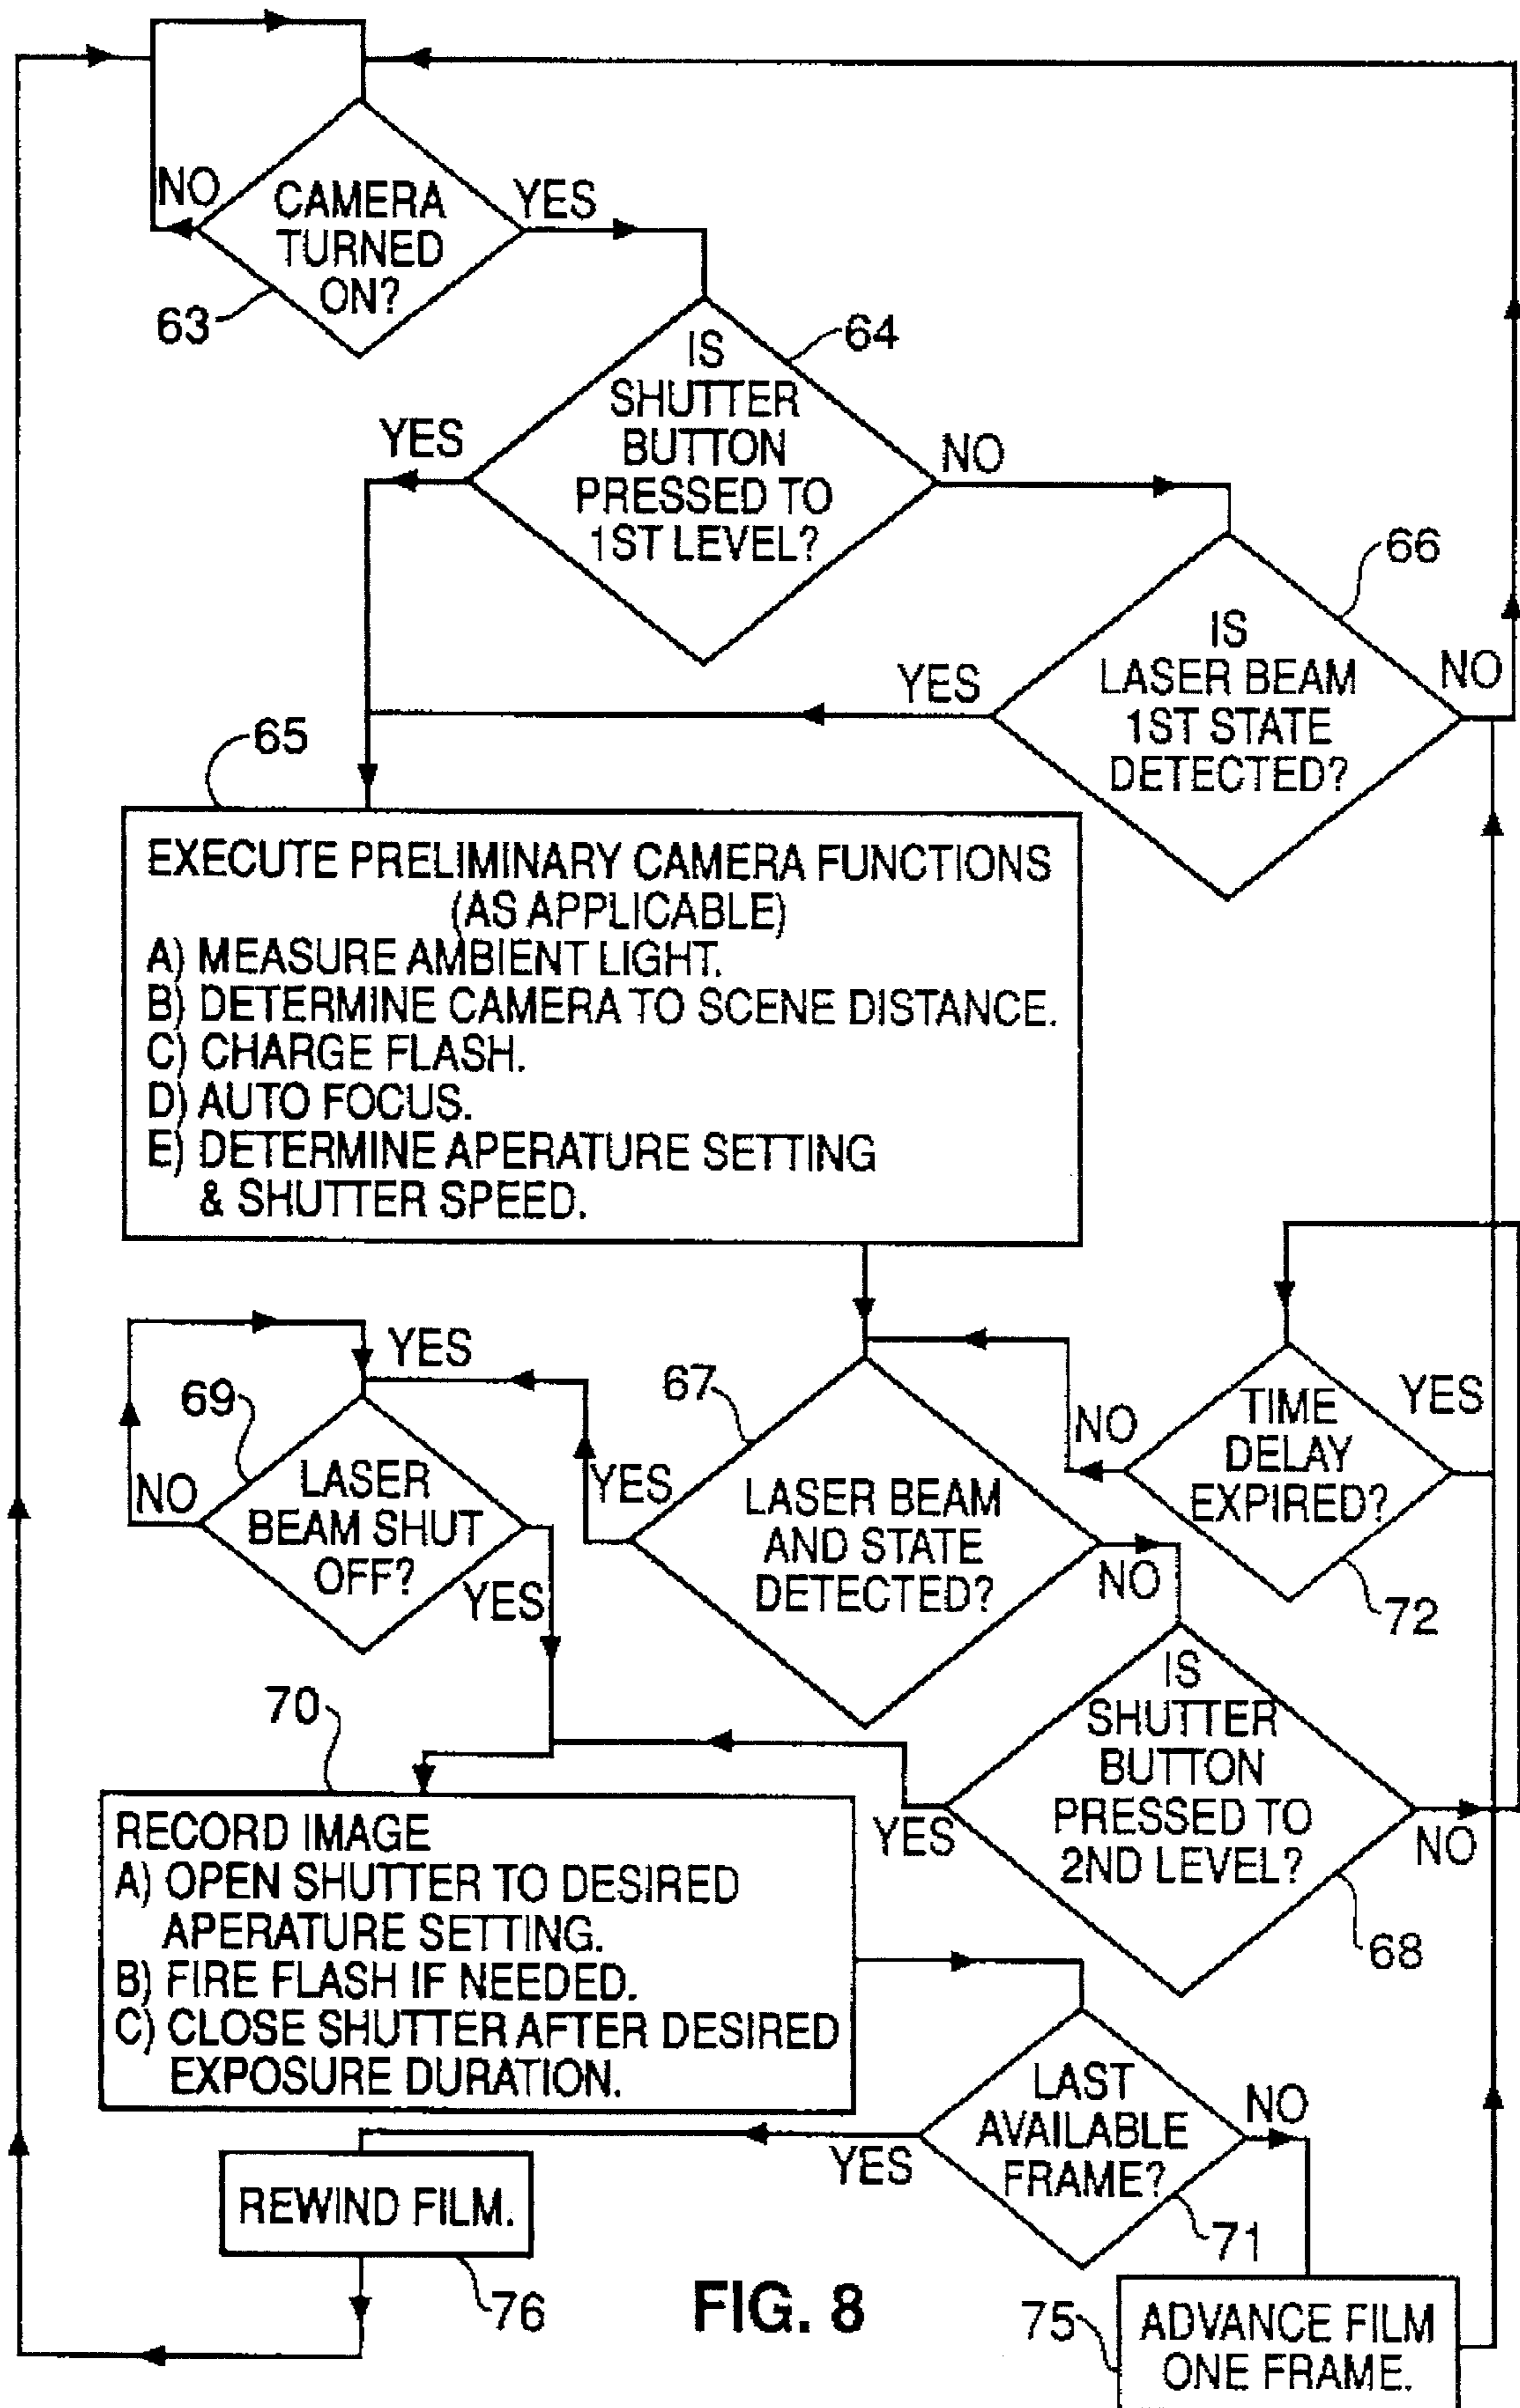 NO
CAMERA
TURNED
ON?
YES
63
IS
SHUTTER
BUTTON
PRESSED TO
1ST LEVEL?
64
YES
NO
66
IS
LASER BEAM
1ST STATE
DETECTED?
YES
NO
65
EXECUTE PRELIMINARY CAMERA FUNCTIONS
(AS APPLICABLE)
A) MEASURE AMBIENT LIGHT.
B) DETERMINE CAMERA TO SCENE DISTANCE.
C) CHARGE FLASH.
D) AUTO FOCUS.
E) DETERMINE APERATURE SETTING
& SHUTTER SPEED.
YES
69
LASER
BEAM SHUT
OFF?
NO
YES
67
YES
LASER BEAM
AND STATE
DETECTED?
NO
NO
TIME
DELAY
EXPIRED?
YES
72
IS
SHUTTER
BUTTON
PRESSED TO
2ND LEVEL?
YES
NO
68
70
RECORD IMAGE
A) OPEN SHUTTER TO DESIRED
APERATURE SETTING.
B) FIRE FLASH IF NEEDED.
C) CLOSE SHUTTER AFTER DESIRED
EXPOSURE DURATION.
LAST
AVAILABLE
FRAME?
YES
NO
71
REWIND FILM.
76
75
ADVANCE FILM
ONE FRAME.
FIG. 8